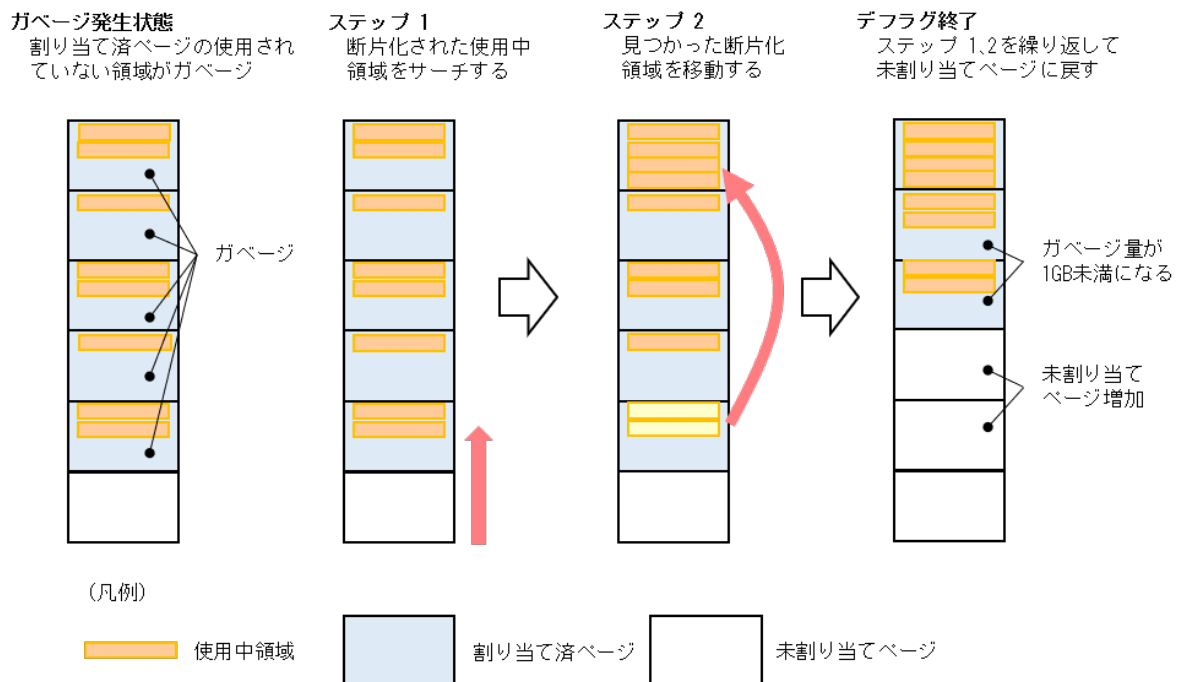 ガベージ発生状態
割り当て済ページの使用され
ていない領域がガベージ
ステップ 1
断片化された使用中
領域をサーチする
ステップ 2
見つかった断片化
領域を移動する
デフラグ終了
ステップ 1､2を繰り返して
未割り当てページに戻す
ガベージ
ガベージ量が
1GB未満になる
未割り当て
ページ増加
(凡例)
使用中領域
割り当て済ページ
未割り当てページ